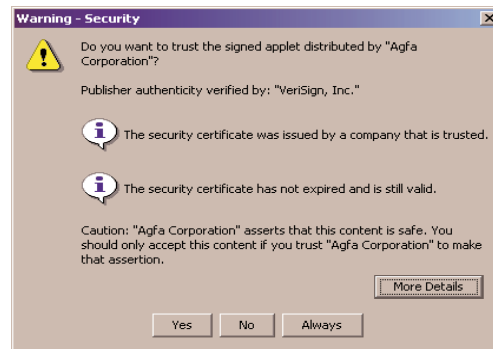 Warning - Security
Do you want to trust the signed applet distributed by "Agfa
Corporation"?
Publisher authenticity verified by: "VeriSign, Inc."
The security certificate was issued by a company that is trusted.
The security certificate has not expired and is still valid.
Caution: "Agfa Corporation" asserts that this content is safe. You
should only accept this content if you trust "Agfa Corporation" to make
that assertion.
More Details
Yes No Always